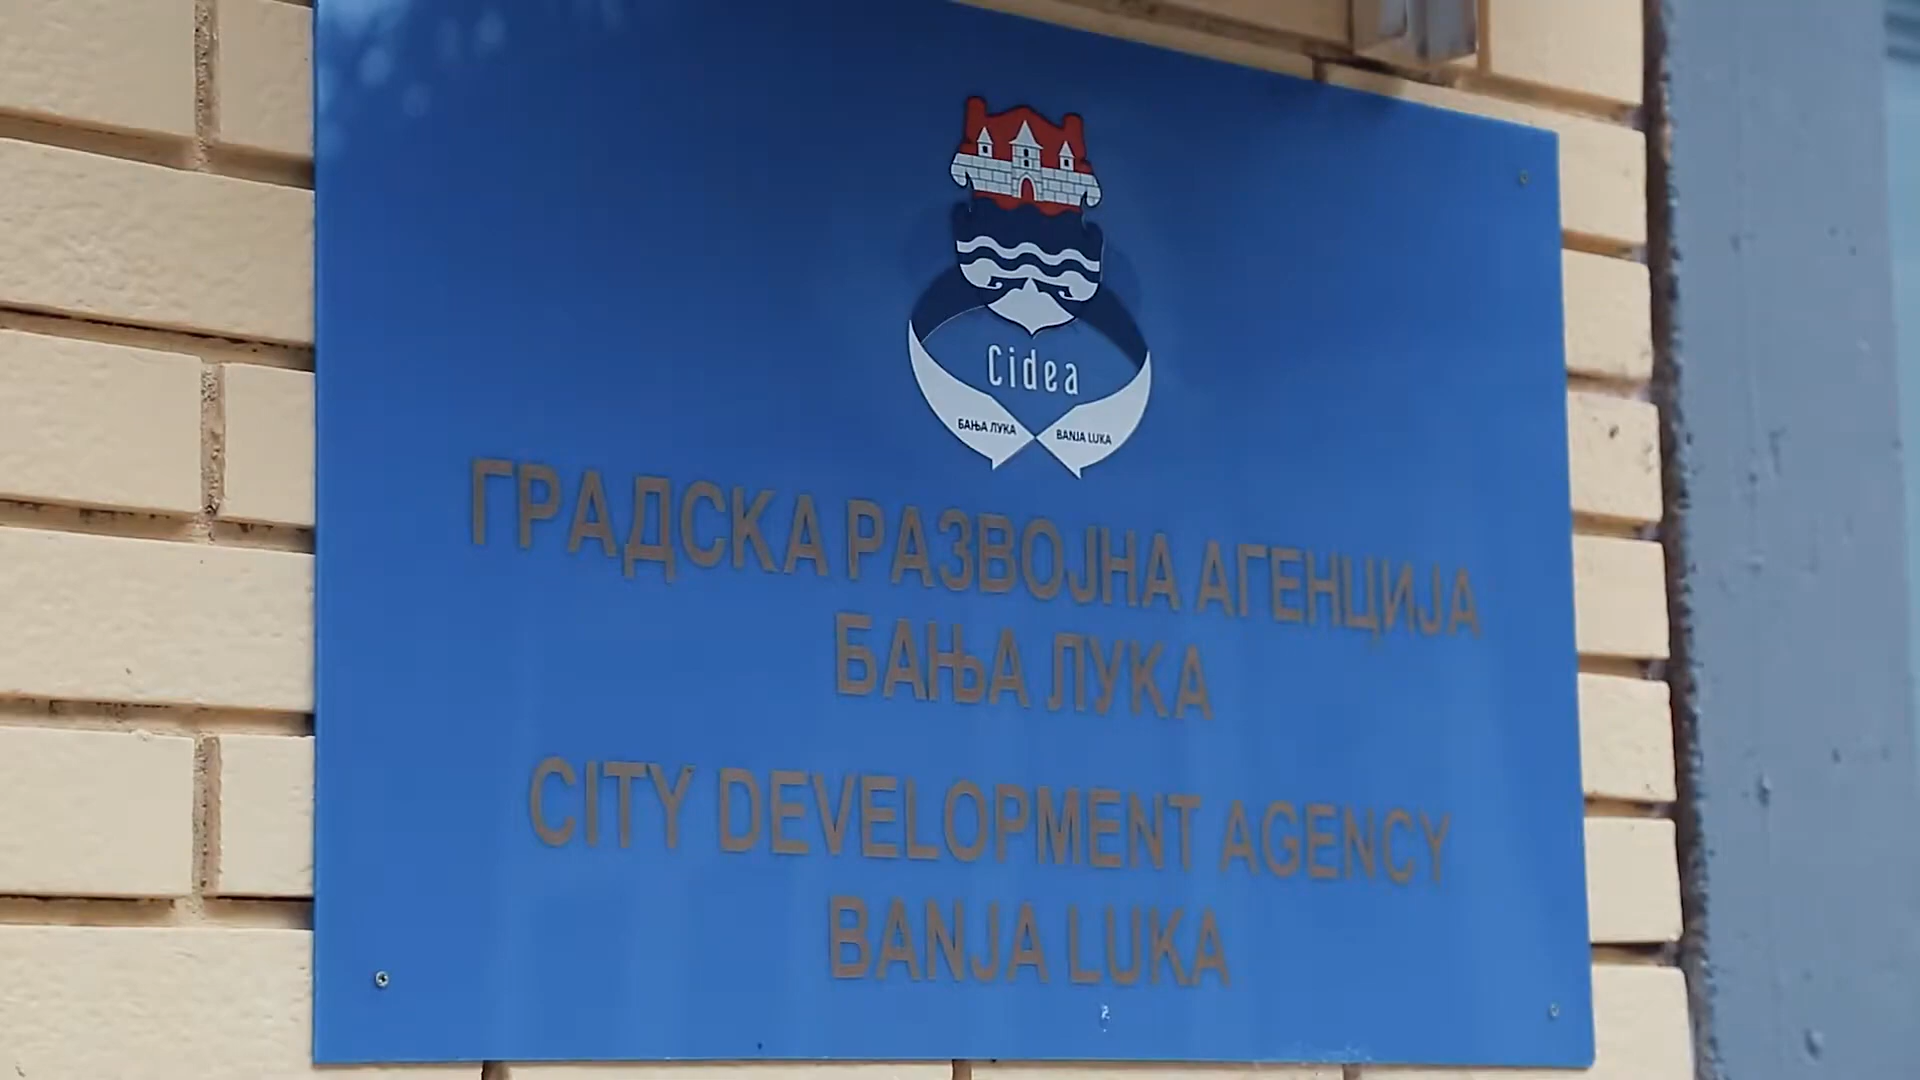 Cidea
БАЊА ЛУКА BANJA LUKA
ГРАДСКА РАЗВОЈНА АГЕНЦИЈА
БАЊА ЛУКА
CITY DEVELOPMENT AGENCY
BANJA LUKA